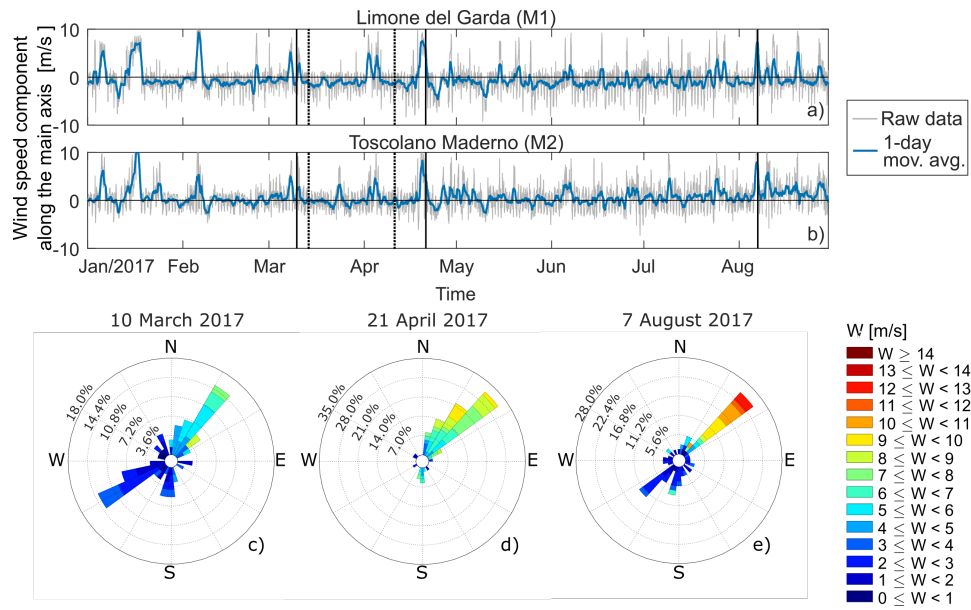 Limone del Garda (M1)
Wind speed component
along the main axis [m/s]
10
0
-10
a)
Raw data
1-day
mov. avg.
Toscolano Maderno (M2)
10
0
-10
b)
Jan/2017 Feb Mar Apr May Jun Jul Aug
Time
10 March 2017
N
W
S
18.0%
14.4%
10.8%
7.2%
3.6%
c)
21 April 2017
N
S
35.0%
28.0%
21.0%
14.0%
7.0%
d)
7 August 2017
N
W
E
S
28.0%
22.4%
16.8%
11.2%
5.6%
e)
W [m/s]
W ≥ 14
13 ≤ W < 14
12 ≤ W < 13
11 ≤ W < 12
10 ≤ W < 11
9 ≤ W < 10
8 ≤ W < 9
7 ≤ W < 8
6 ≤ W < 7
5 ≤ W < 6
4 ≤ W < 5
3 ≤ W < 4
2 ≤ W < 3
1 ≤ W < 2
0 ≤ W < 1
E
W
E